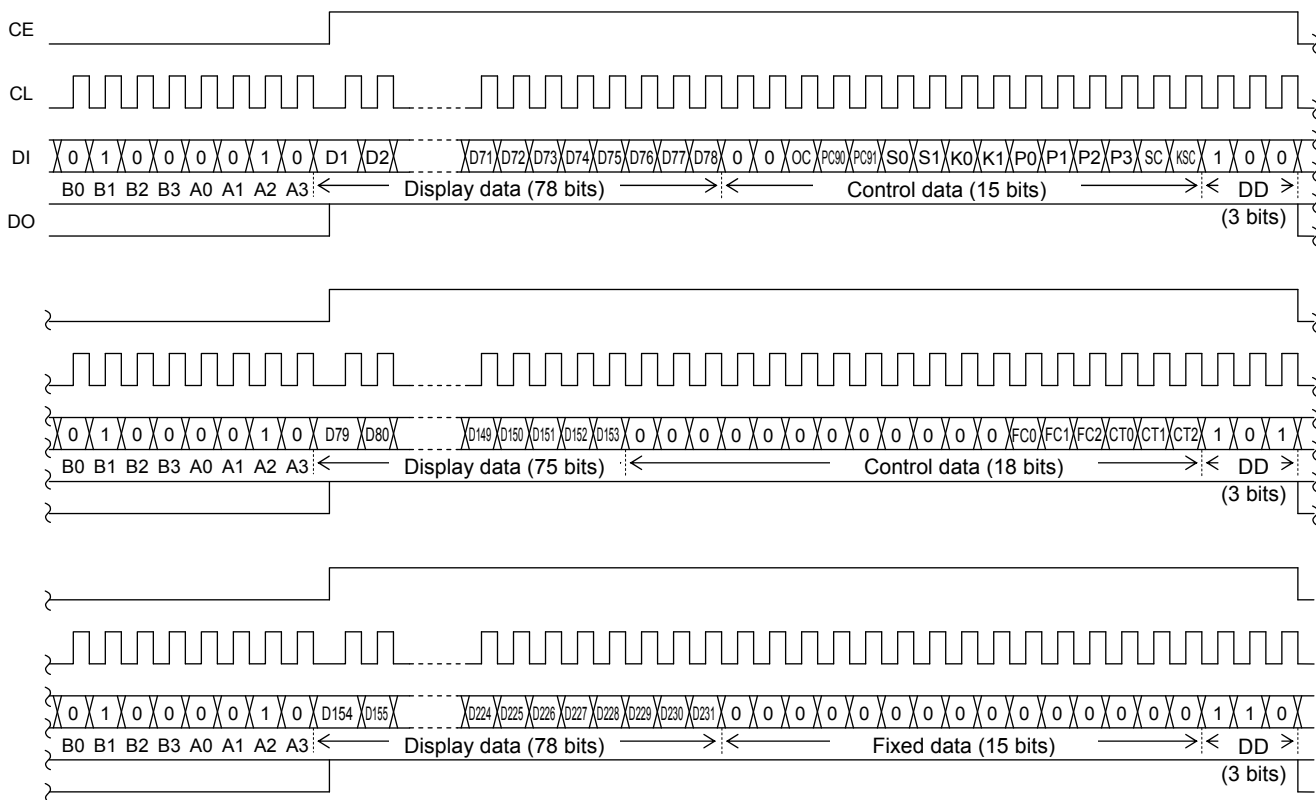 CE
CL
DI 0 1 0 0 0 0 1 0 D1 D2 D71 D72 D73 D74 D75 D76 D77 D78 0 0 OC PC90 PC91 S0 S1 K0 K1 P0 P1 P2 P3 SC KSC 1 0 0
B0 B1 B2 B3 A0 A1 A2 A3 Display data (78 bits) Control data (15 bits) DD
DO (3 bits)
0 1 0 0 0 0 1 0 D79 D80 D149 D150 D151 D152 D153 0 0 0 0 0 0 0 0 0 0 0 0 FC0 FC1 FC2 CT0 CT1 CT2 1 0 1
B0 B1 B2 B3 A0 A1 A2 A3 Display data (75 bits) Control data (18 bits) DD
(3 bits)
0 1 0 0 0 0 1 0 D154 D155 D224 D225 D226 D227 D228 D229 D230 D231 0 0 0 0 0 0 0 0 0 0 0 0 0 0 0 1 1 0
B0 B1 B2 B3 A0 A1 A2 A3 Display data (78 bits) Fixed data (15 bits) DD
(3 bits)